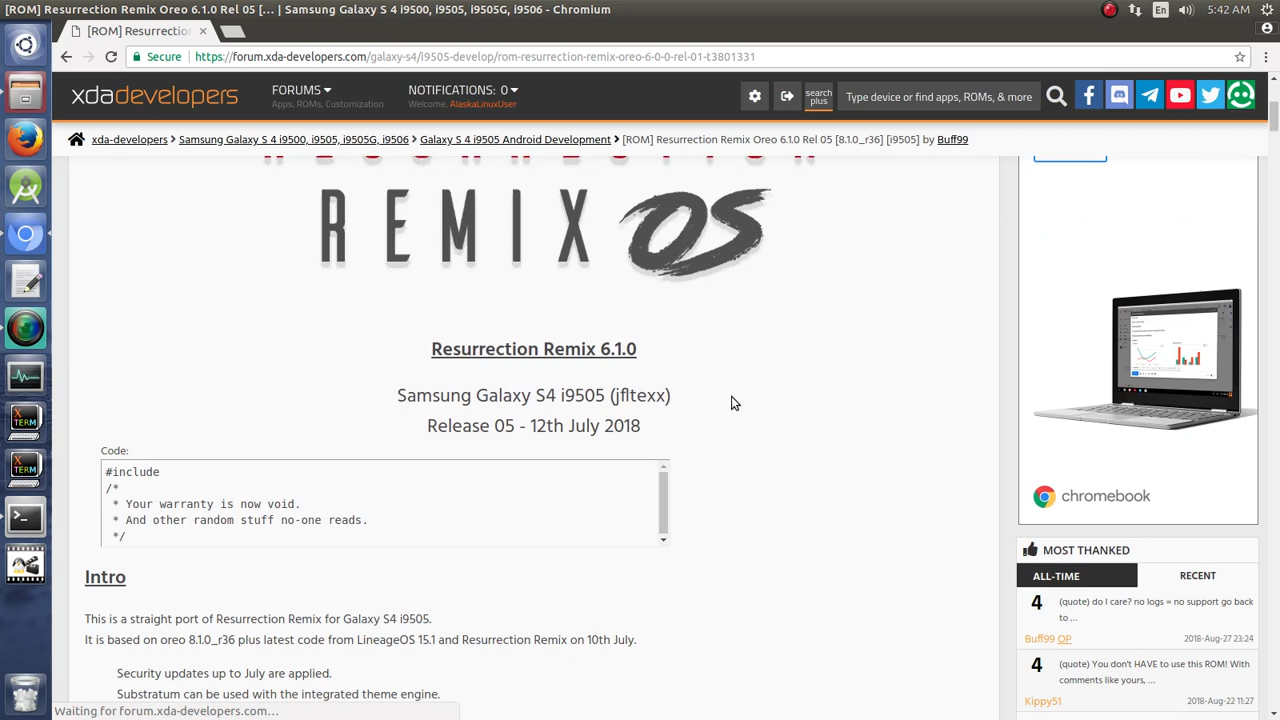 [ROM] Resurrection Remix Oreo 6.1.0 Rel 05 [... | Samsung Galaxy S4 i9500, i9505, i9505G, i9506 - Chromium
En
5:42 AM
[ROM] Resurrectio
Secure
https://forum.xda-developers.com/galaxy-s4/i9505-develop/rom-resurrection-remix-oreo-6-0-0-rel-01-t3801331
xdadevelopers
FORUMS
Apps, ROMs, Customization
NOTIFICATIONS: 0
Welcome, AlaskaLinuxUser
search
plus
Type device or find apps, ROMs, & more
xda-developers
Samsung Galaxy S 4 i9500, i9505, i9505G, i9506
Galaxy S 4 i9505 Android Development
[ROM] Resurrection Remix Oreo 6.1.0 Rel 05 [8.1.0_r36] [i9505] by Buff99
REMIX OS
Resurrection Remix 6.1.0
Samsung Galaxy S4 i9505 (jfltexx)
Release 05 - 12th July 2018
Code:
#include
/*
* Your warranty is now void.
* And other random stuff no-one reads.
*/
Intro
This is a straight port of Resurrection Remix for Galaxy S4 i9505.
It is based on oreo 8.1.0_r36 plus latest code from LineageOS 15.1 and Resurrection Remix on 10th July.
Security updates up to July are applied.
Substratum can be used with the integrated theme engine.
Waiting for forum.xda-developers.com...
chromebook
MOST THANKED
ALL-TIME
RECENT
4
(quote) do I care? no logs = no support go back
to ...
Buff99 OP
2018-Aug-27 23:24
4
(quote) You don't HAVE to use this ROM! With
comments like yours, ...
Kippy51
2018-Aug-22 11:27
X
TERM
X
TERM